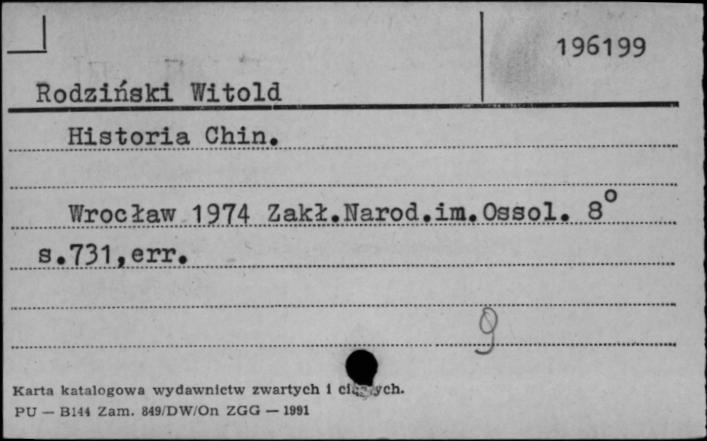 196199
Rodziński Witold
Historia Chin.
Wrocław 1974 Zakł.Narod.im.Ossol. 8°
s.731,err.
9
Karta katalogowa wydawnictw zwartych i ciągłych.
PU — B144 Zam. 849/DW/On ZGG — 1991